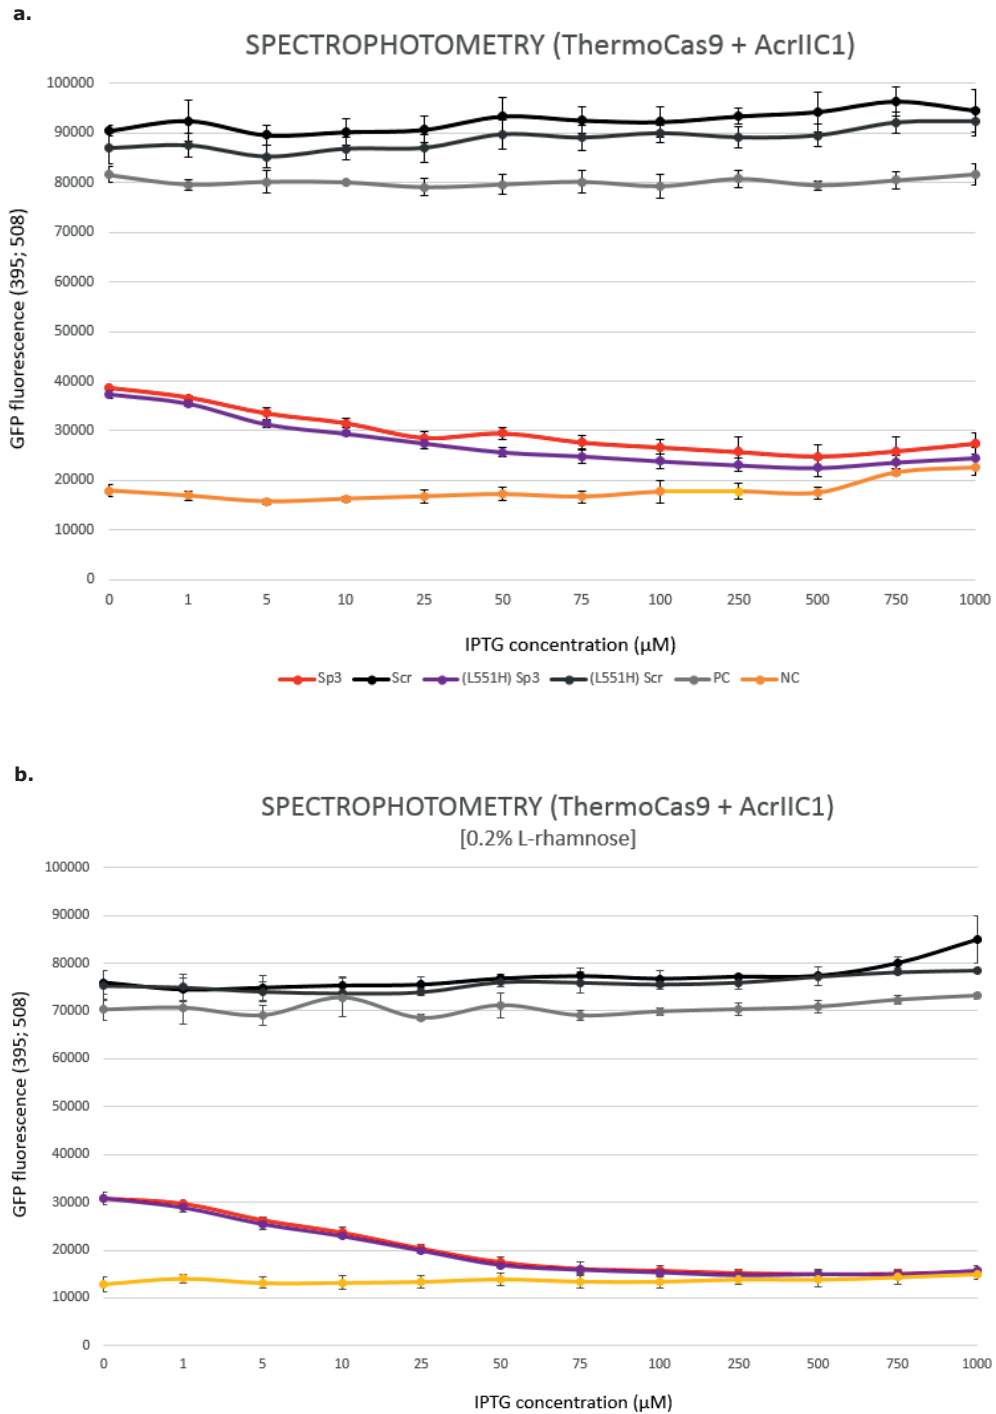 a.
SPECTROPHOTOMETRY (ThermoCas9 + AcrIIC1)
GFP fluorescence (395; 508)
100000
90000
80000
70000
60000
50000
40000
30000
20000
10000
0
0 1 5 10 25 50 75 100 250 500 750 1000
IPTG concentration (µM)
Sp3 Scr (L551H) Sp3 (L551H) Scr PC NC
b.
SPECTROPHOTOMETRY (ThermoCas9 + AcrIIC1)
[0.2% L-rhamnose]
GFP fluorescence (395; 508)
100000
90000
80000
70000
60000
50000
40000
30000
20000
10000
0
0 1 5 10 25 50 75 100 250 500 750 1000
IPTG concentration (µM)